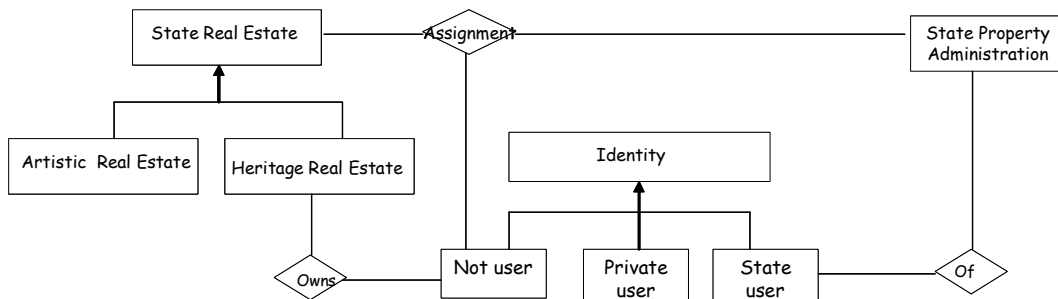 State Real Estate
Assignment
State Property
Administration
Artistic Real Estate
Heritage Real Estate
Identity
Owns
Not user
Private
user
State
user
Of